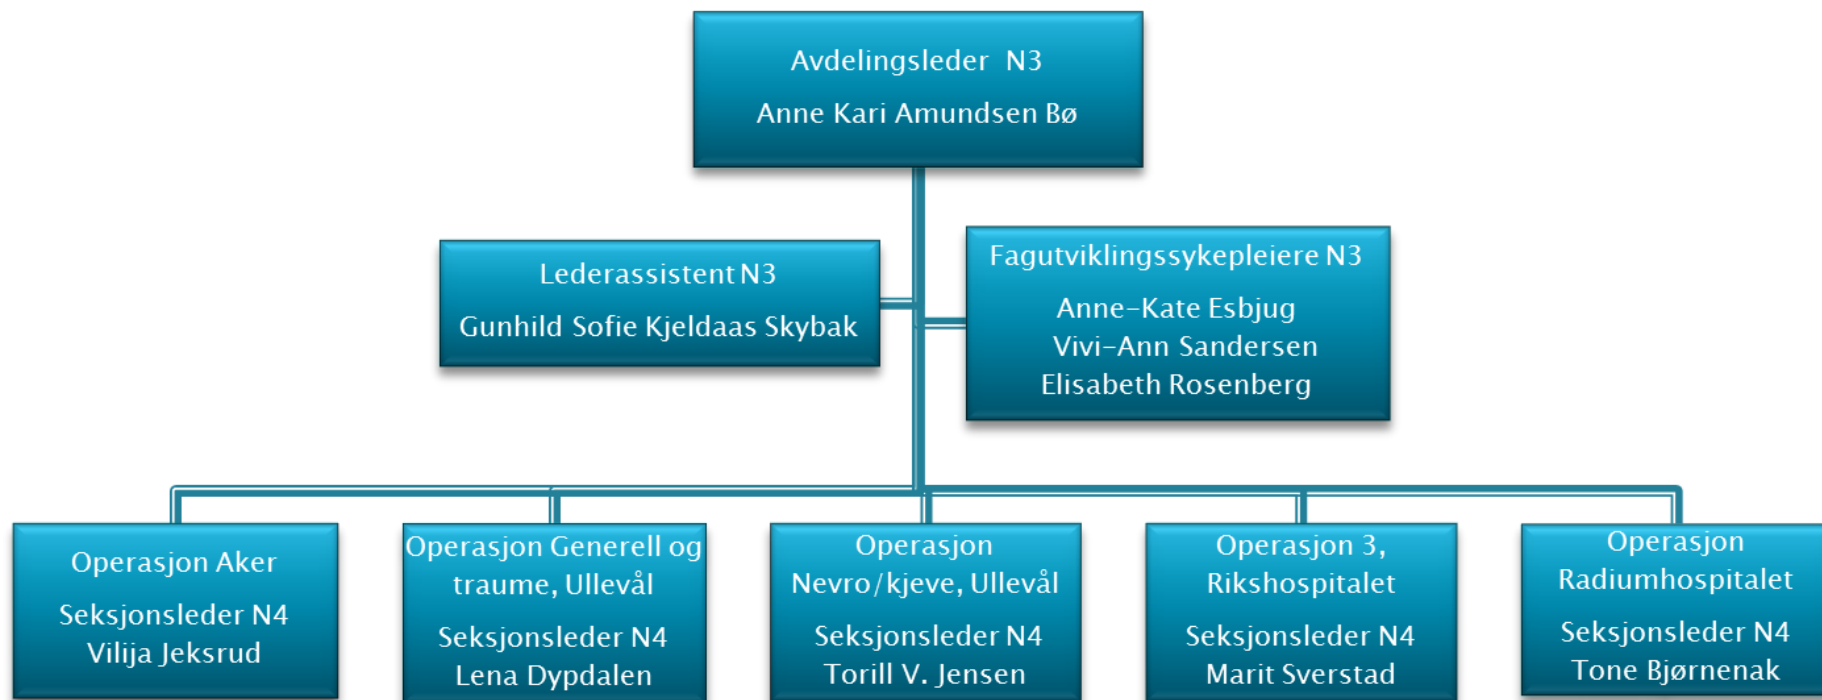 Avdelingsleder N3
Anne Kari Amundsen Bø
Lederassistent N3
Gunhild Sofie Kjeldaas Skybak
Fagutviklingssykepleiere N3
Anne-Kate Esbjug
Vivi-Ann Sandersen
Elisabeth Rosenberg
Operasjon Aker
Seksjonsleder N4
Vilija Jeksrud
Operasjon Generell og
traume, Ullevål
Seksjonsleder N4
Lena Dypdalen
Operasjon
Nevro/kjeve, Ullevål
Seksjonsleder N4
Torill V. Jensen
Operasjon 3,
Rikshospitalet
Seksjonsleder N4
Marit Sverstad
Operasjon
Radiumhospitalet
Seksjonsleder N4
Tone Bjørnenak